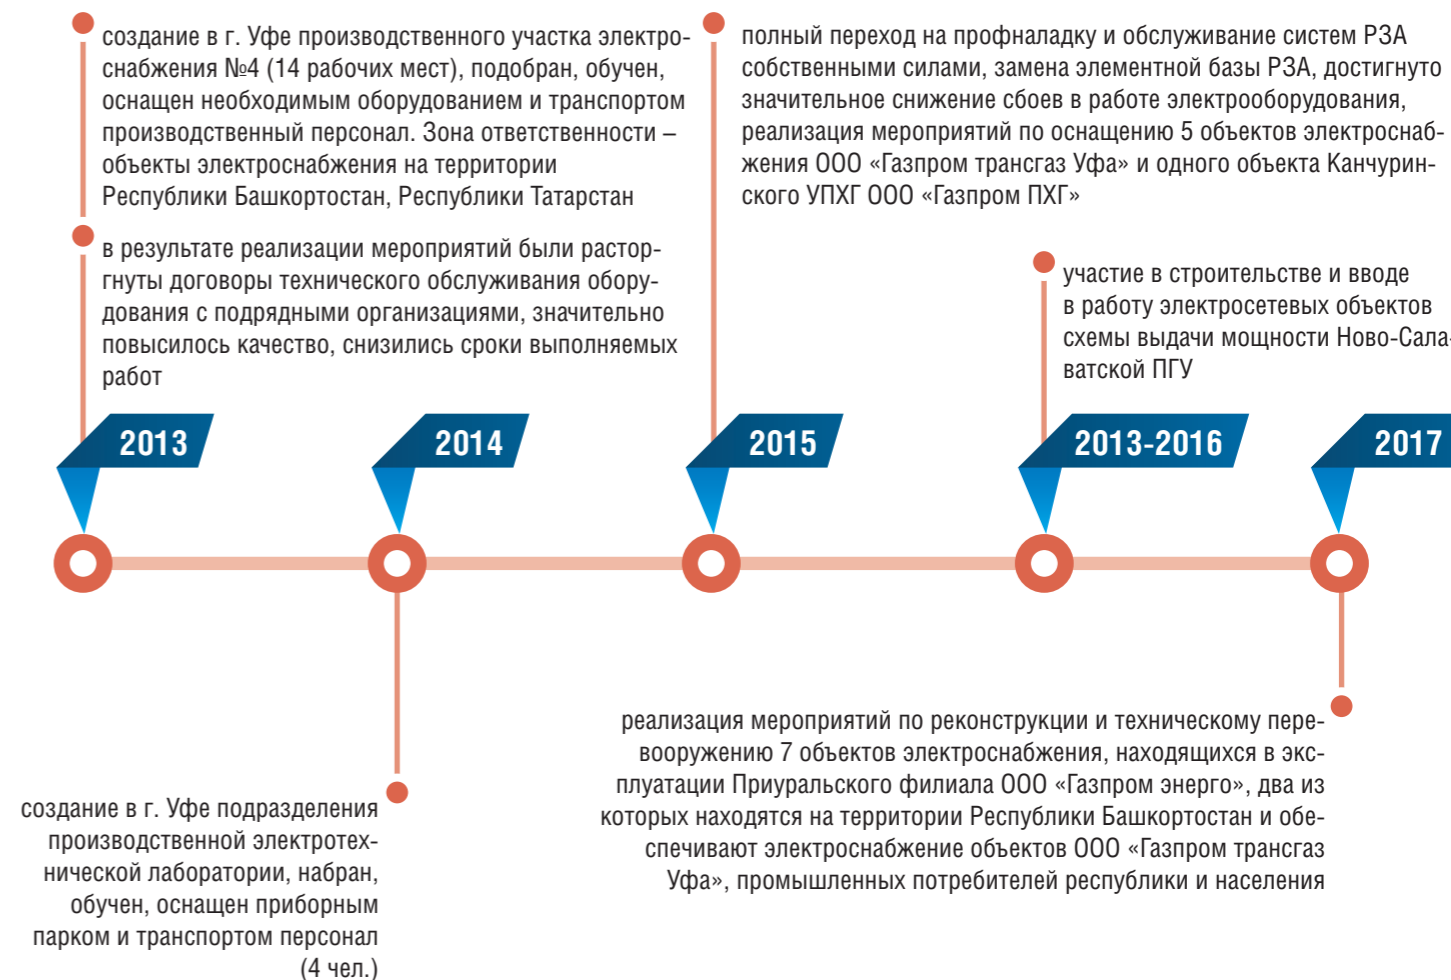 создание в г. Уфе производственного участка электро-
снабжения №4 (14 рабочих мест), подобран, обучен,
оснащен необходимым оборудованием и транспортом
производственный персонал. Зона ответственности –
объекты электроснабжения на территории
Республики Башкортостан, Республики Татарстан
в результате реализации мероприятий были растор-
гнуты договоры технического обслуживания обору-
дования с подрядными организациями, значительно
повысилось качество, снизились сроки выполняемых
работ
полный переход на профналадку и обслуживание систем РЗА
собственными силами, замена элементной базы РЗА, достигнуто
значительное снижение сбоев в работе электрооборудования,
реализация мероприятий по оснащению 5 объектов электроснаб-
жения ООО «Газпром трансгаз Уфа» и одного объекта Канчурин-
ского УПХГ ООО «Газпром ПХГ»
участие в строительстве и вводе
в работу электросетевых объектов
схемы выдачи мощности Ново-Сала-
ватской ПГУ
2013
2014
2015
2013-2016
2017
создание в г. Уфе подразделения
производственной электротех-
нической лаборатории, набран,
обучен, оснащен приборным
парком и транспортом персонал
(4 чел.)
реализация мероприятий по реконструкции и техническому пере-
вооружению 7 объектов электроснабжения, находящихся в экс-
плуатации Приуральского филиала ООО «Газпром энерго», два из
которых находятся на территории Республики Башкортостан и обе-
спечивают электроснабжение объектов ООО «Газпром трансгаз
Уфа», промышленных потребителей республики и населения